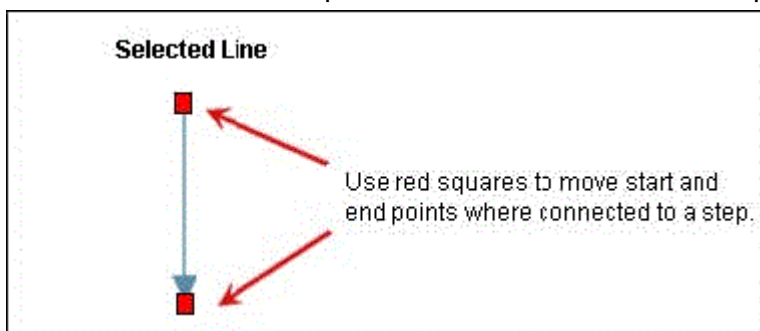 Selected Line
Use red squares to move start and
end points where connected to a step.